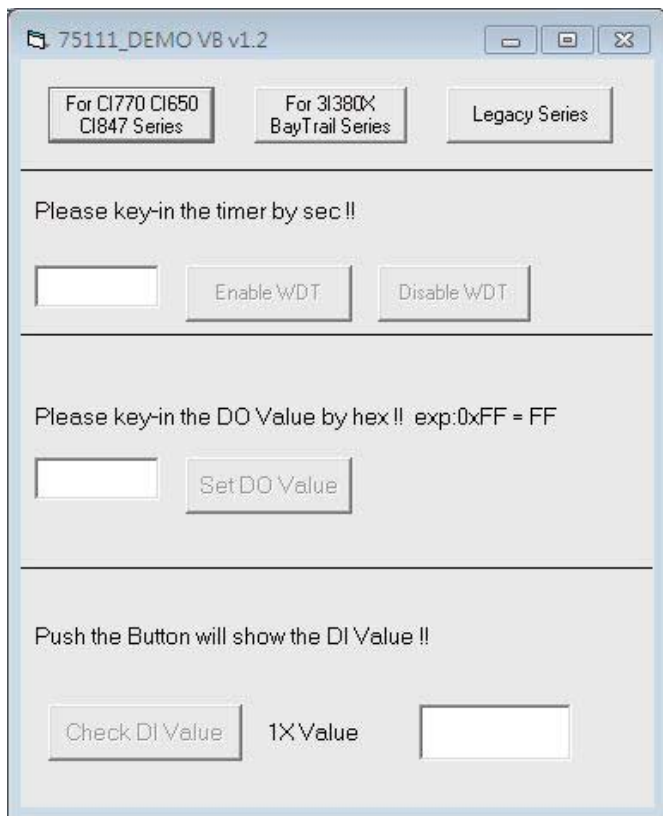 75111_DEMO VB v1.2
For CI770 CI650
CI847 Series
For 3I380X
BayTrail Series
Legacy Series
Please key-in the timer by sec !!
Enable WDT
Disable WDT
Please key-in the DO Value by hex !! exp:0xFF = FF
Set DO Value
Push the Button will show the DI Value !!
Check DI Value
1X Value